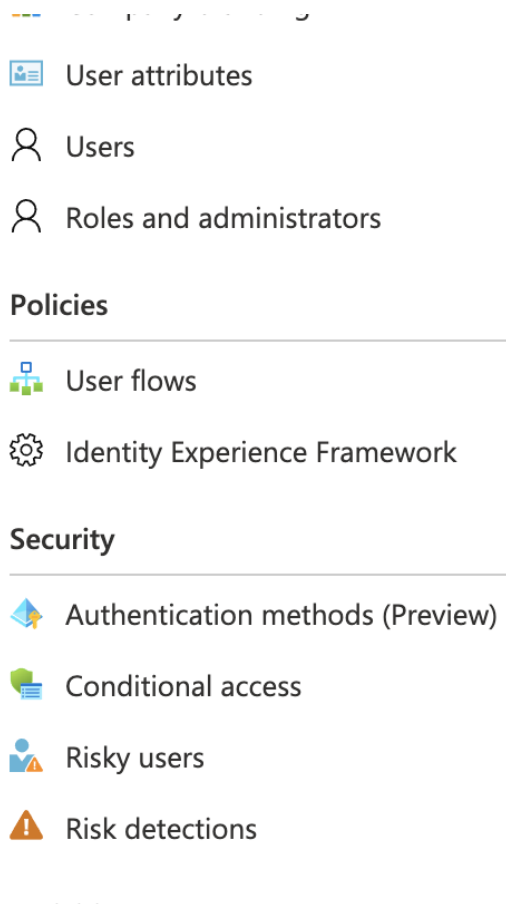 User attributes
Users
Roles and administrators
Policies
User flows
Identity Experience Framework
Security
Authentication methods (Preview)
Conditional access
Risky users
Risk detections